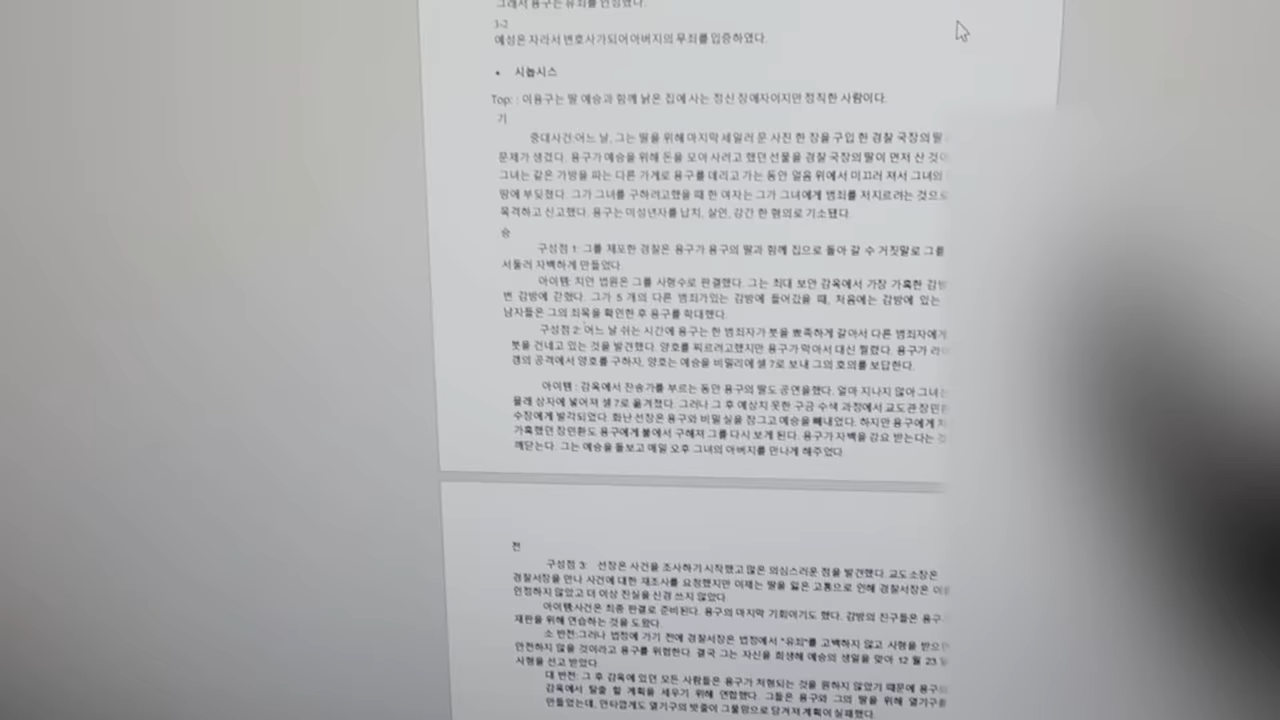 그래서 용구는 유죄를 인정했다.
3-2
예성은 자라서 변호사가되어아버지의 무죄를 입증하였다.
• 시놉시스
Top: : 이용구는 딸 예승과 함께 낡은 집에 사는 정신 장애자이지만 정직한 사람이다.
기
중대사건:어느 날, 그는 딸을 위해 마지막 세일러 문 사진 한 장을 구입 한 경찰 국장의 딸
문제가 생겼다. 용구가 예승을 위해 돈을 모아 사려고 했던 선물을 경찰 국장의 딸이 먼저 산 것이
그녀는 같은 가방을 파는 다른 가게로 용구를 데리고 가는 동안 얼음 위에서 미끄러 져서 그녀의
땅에 부딪쳤다. 그가 그녀를 구하려고했을 때 한 여자는 그가 그녀에게 범죄를 저지르려는 것으로
목격하고 신고했다. 용구는 미성년자를 납치, 살인, 강간 한 혐의로 기소됐다.
승
구성점 1: 그를 체포한 경찰은 용구가 용구의 딸과 함께 집으로 돌아 갈 수 거짓말로 그를
서둘러 자백하게 만들었다.
아이템: 치안 법원은 그를 사형수로 판결했다. 그는 최대 보안 감옥에서 가장 가혹한 감방
번 감방에 갇혔다. 그가 5 개의 다른 범죄가있는 감방에 들어갔을 때, 처음에는 감방에 있는
남자들은 그의 죄목을 확인한 후 용구를 학대했다.
구성점 2: 어느 날 쉬는 시간에 용구는 한 범죄자가 붓을 뾰족하게 갈아서 다른 범죄자에게
붓을 건네고 있는 것을 발견했다. 양호를 찌르려고했지만 용구가 막아서 대신 찔렸다. 용구가 라이
갱의 공격에서 양호를 구하자, 양호는 예승을 비밀리에 셀 7로 보내 그의 호의를 보답한다.
아이템 : 감옥에서 찬송가를 부르는 동안 용구의 딸도 공연을했다. 얼마 지나지 않아 그녀는
몰래 상자에 넣어져 셀 7로 옮겨졌다. 그러나 그 후 예상치 못한 구금 수색 과정에서 교도관 장민환
수장에게 발각되었다. 화난 선장은 용구와 비밀 실을 잠그고 예승을 빼내었다. 하지만 용구에게
가혹했던 장민환도 용구에게 불에서 구해져 그를 다시 보게 된다. 용구가 자백을 강요 받는다는 것
깨닫는다. 그는 예승을 돌보고 매일 오후 그녀의 아버지를 만나게 해주었다
전
구성점 3: 선장은 사건을 조사하기 시작했고 많은 의심스러운 점을 발견했다. 교도소장은
경찰서장을 만나 사건에 대한 재조사를 요청했지만 이제는 딸을 잃은 고통으로 인해 경찰서장은 이를
인정하지 않았고 더 이상 진실을 신경 쓰지 않았다.
아이템사건은 최종 판결로 준비된다. 용구의 마지막 기회이기도 했다. 감방의 친구들은 용구
재판을 위해 연습하는 것을 도왔다.
소 반전:그러나 법정에 가기 전에 경찰서장은 법정에서 "유죄"를 고백하지 않고 사형을 받으면
안전하지 않을 것이라고 용구를 위협한다. 결국 그는 자신을 희생해 예승의 생일을 맞아 12 월 23 일
사형을 선고 받았다.
대 반전: 그 후 감옥에 있던 모든 사람들은 용구가 처형되는 것을 원하지 않았기 때문에 용구
감옥에서 탈출 할 계획을 세우기 위해 연합했다. 그들은 용구와 그의 딸을 위해 열기구를
만들었는데, 안타깝게도 열기구의 밧줄이 그물망으로 당겨져 계획이 실패했다.